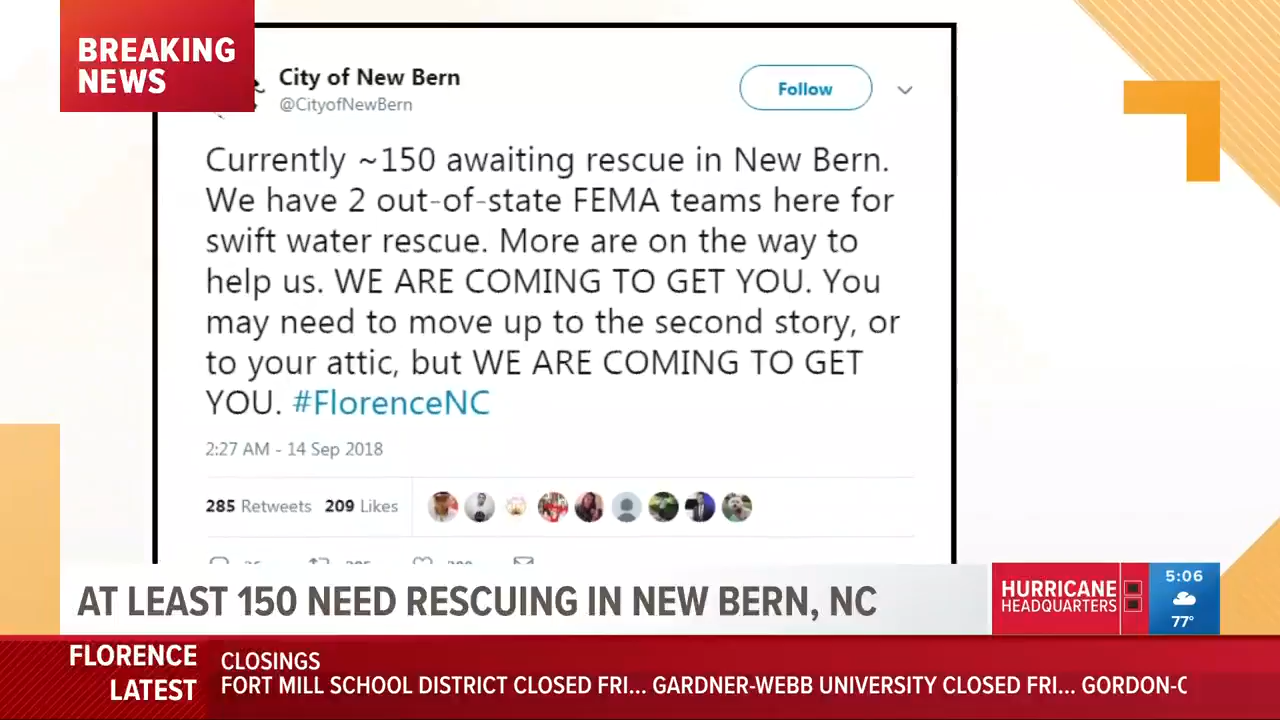 BREAKING
NEWS
City of New Bern
@CityofNewBern
Follow
Currently ~150 awaiting rescue in New Bern.
We have 2 out-of-state FEMA teams here for
swift water rescue. More are on the way to
help us. WE ARE COMING TO GET YOU. You
may need to move up to the second story, or
to your attic, but WE ARE COMING TO GET
YOU. #FlorenceNC
2:27 AM - 14 Sep 2018
285 Retweets 209 Likes
AT LEAST 150 NEED RESCUING IN NEW BERN, NC
HURRICANE
HEADQUARTERS
5:06
77°
FLORENCE
LATEST
CLOSINGS
FORT MILL SCHOOL DISTRICT CLOSED FRI... GARDNER-WEBB UNIVERSITY CLOSED FRI... GORDON-